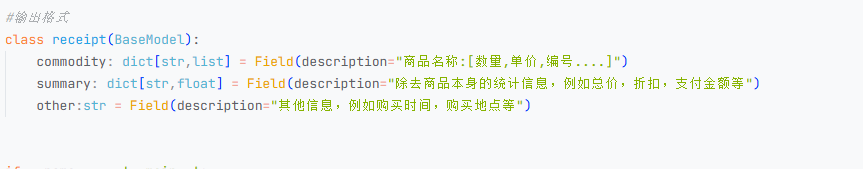 #输出格式
class receipt(BaseModel):
    commodity: dict[str,list] = Field(description="商品名称:[数量,单价,编号....]")
    summary: dict[str,float] = Field(description="除去商品本身的统计信息，例如总价，折扣，支付金额等")
    other:str = Field(description="其他信息，例如购买时间，购买地点等")